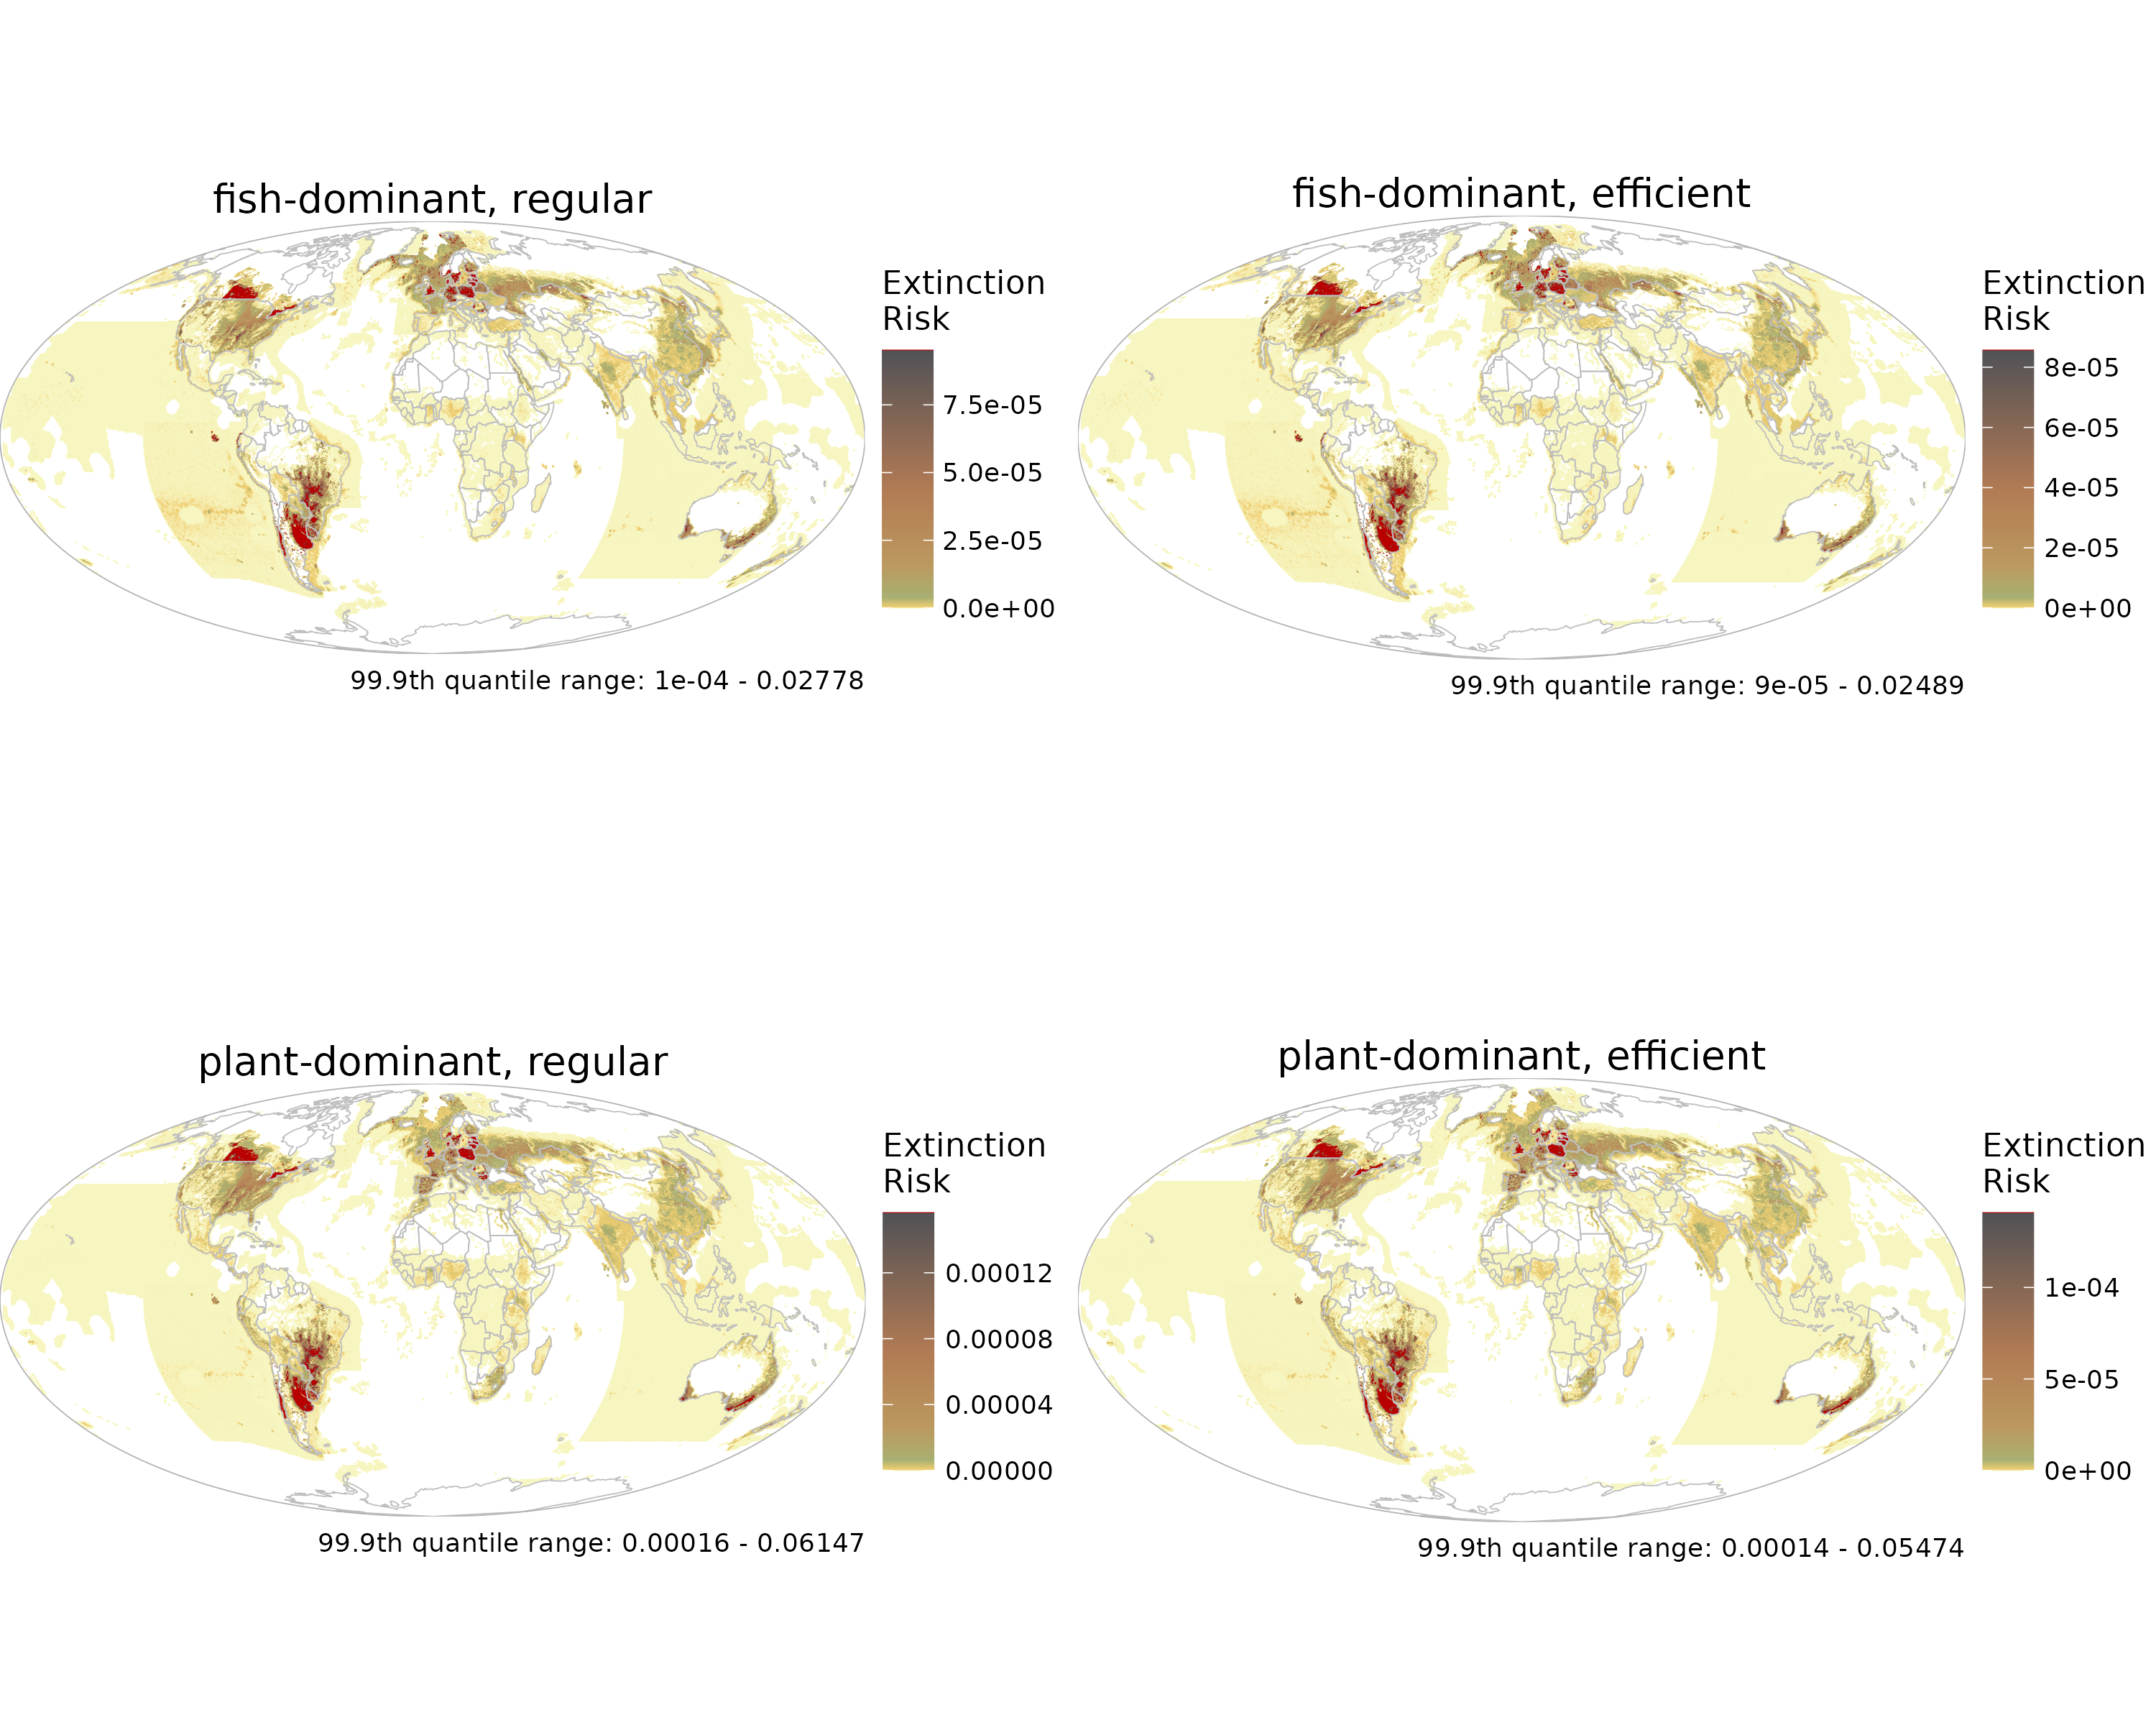 fish-dominant, regular
Extinction
Risk
7.5e-05
5.0e-05
2.5e-05
0.0e+00
99.9th quantile range: 1e-04 - 0.02778
fish-dominant, efficient
Extinction
Risk
8e-05
6e-05
4e-05
2e-05
0e+00
99.9th quantile range: 9e-05 - 0.02489
plant-dominant, regular
Extinction
Risk
0.00012
0.00008
0.00004
0.00000
99.9th quantile range: 0.00016 - 0.06147
plant-dominant, efficient
Extinction
Risk
1e-04
5e-05
0e+00
99.9th quantile range: 0.00014 - 0.05474